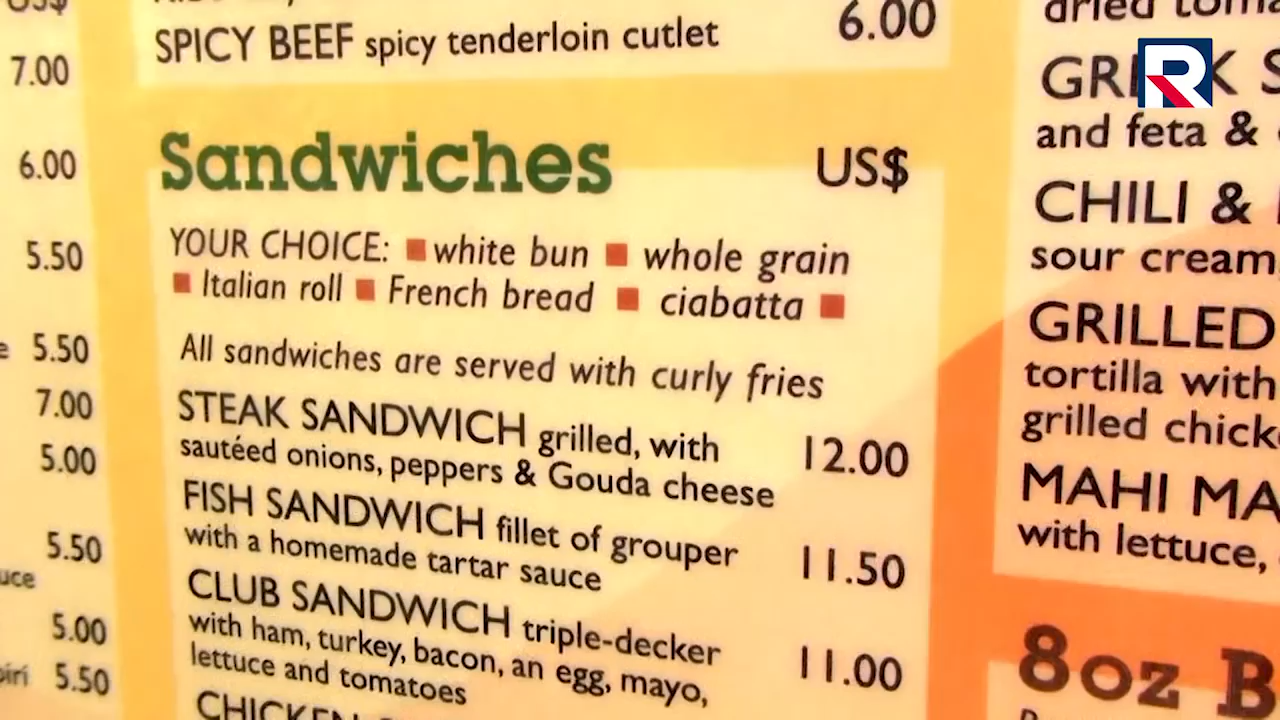 US$
7.00
6.00
5.50
5.50
7.00
5.00
5.50
5.00
5.50
SPICY BEEF spicy tenderloin cutlet 6.00
Sandwiches US$
YOUR CHOICE: ■ white bun ■ whole grain
■ Italian roll ■ French bread ■ ciabatta ■
All sandwiches are served with curly fries
STEAK SANDWICH grilled, with 12.00
sautéed onions, peppers & Gouda cheese
FISH SANDWICH fillet of grouper 11.50
with a homemade tartar sauce
CLUB SANDWICH triple-decker 11.00
with ham, turkey, bacon, an egg, mayo,
lettuce and tomatoes
CHICKEN
dried
R
and feta &
CHILI &
sour cream
GRILLED
tortilla with
grilled
MAHI
with lettuce,
8oz